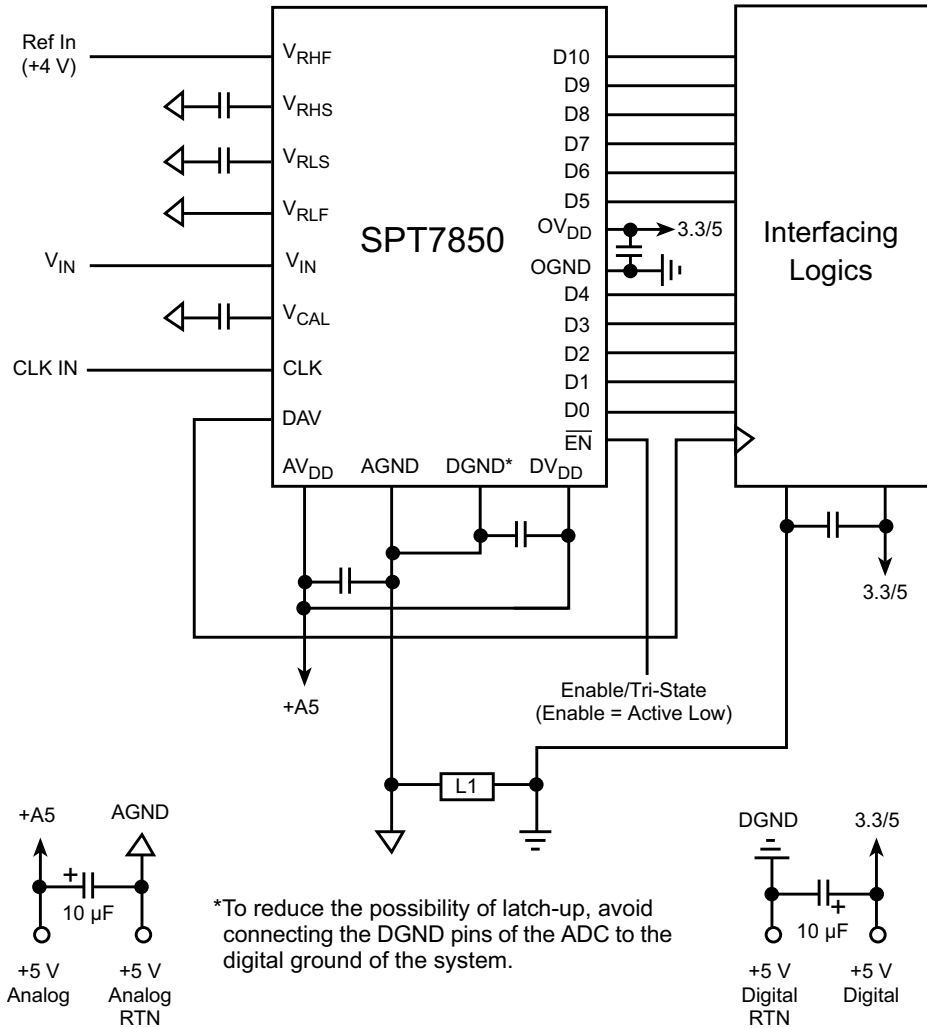 Ref In
(+4 V)
VRHF
VRHS
VRLS
VRLF
VIN
VIN
VCAL
CLK IN
CLK
DAV
AVDD
AGND
DGND*
DVDD
SPT7850
D10
D9
D8
D7
D6
D5
OVDD
3.3/5
OGND
D4
D3
D2
D1
D0
EN
Interfacing
Logics
3.3/5
+A5
Enable/Tri-State
(Enable = Active Low)
L1
+A5
AGND
+
10 µF
+5 V
Analog
+5 V
Analog
RTN
*To reduce the possibility of latch-up, avoid
connecting the DGND pins of the ADC to the
digital ground of the system.
DGND
3.3/5
10 µF
+
+5 V
Digital
RTN
+5 V
Digital